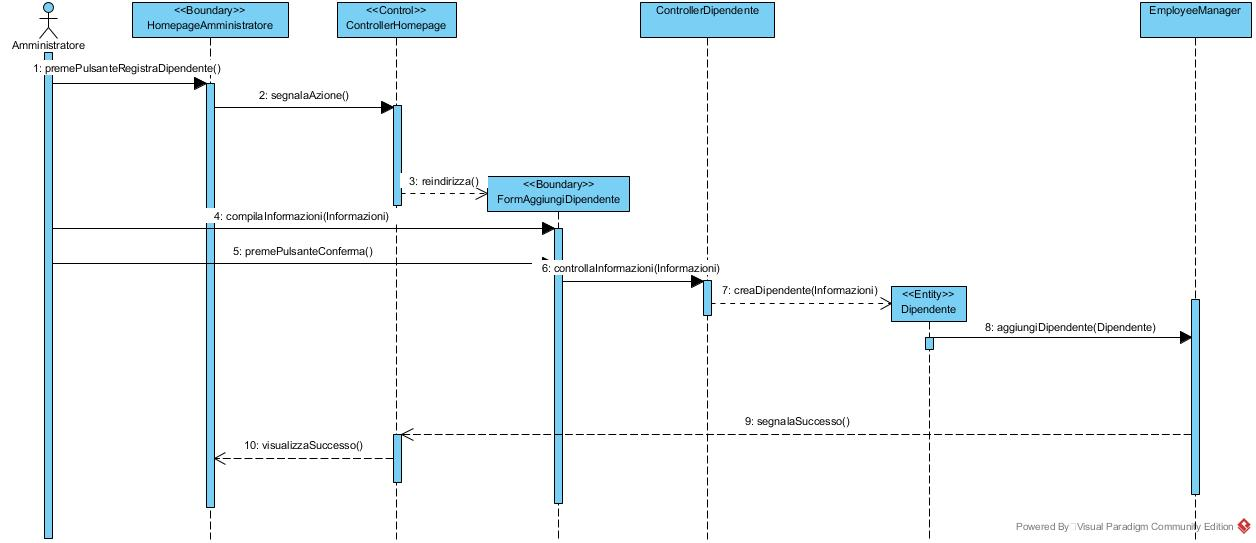 <<Boundary>>
HomepageAmministratore
<<Control>>
ControllerHomepage
ControllerDipendente
EmployeeManager
Amministratore
1: premePulsanteRegistraDipendente()
2: segnalaAzione()
3: reindirizza()
<<Boundary>>
FormAggiungiDipendente
4: compilaInformazioni(Informazioni)
5: premePulsanteConferma()
6: controllaInformazioni(Informazioni)
7: creaDipendente(Informazioni)
<<Entity>>
Dipendente
8: aggiungiDipendente(Dipendente)
9: segnalaSuccesso()
10: visualizzaSuccesso()
Powered By Visual Paradigm Community Edition